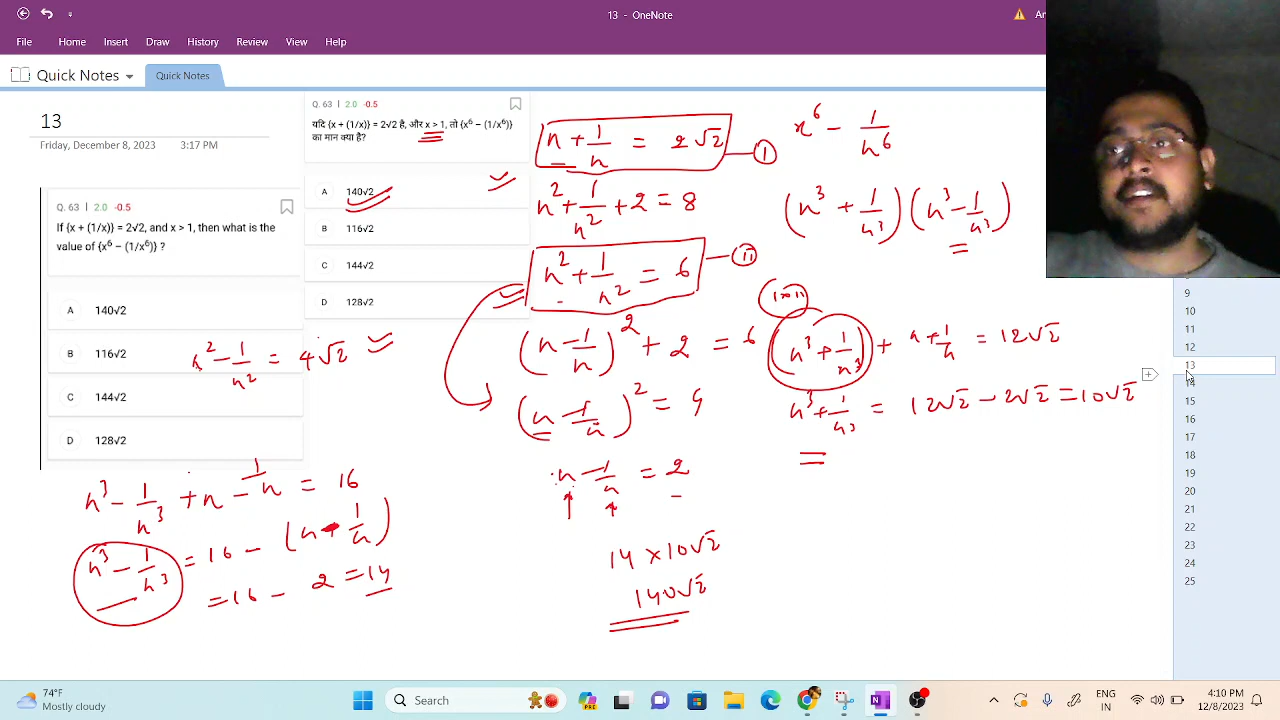 13 - OneNote
File Home Insert Draw History Review View Help
Quick Notes Quick Notes
13
Friday, December 8, 2023 3:17 PM
Q. 63 | 2.0 -0.5
If {x + (1/x)} = 2√2, and x > 1, then what is the
value of {x⁶ − (1/x⁶)} ?
A 140√2
B 116√2
C 144√2
D 128√2
Q. 63 | 2.0 -0.5
यदि {x + (1/x)} = 2√2 है, और x > 1, तो {x⁶ − (1/x⁶)}
का मान क्या है?
A 140√2
B 116√2
C 144√2
D 128√2
x² - 1/x² = 4√2
x³ - 1/x³ + x - 1/x = 16
x³ - 1/x³ = 16 - (x - 1/x)
= 16 - 2 = 14
x + 1/x = 2√2 — ①
x² + 1/x² + 2 = 8
x² + 1/x² = 6 — ②
(x - 1/x)² + 2 = 6
(x - 1/x)² = 4
x - 1/x = 2
14 × 10√2
140√2
x⁶ - 1/x⁶
(x³ + 1/x³) (x³ - 1/x³)
=
(x³ + 1/x³) + x + 1/x = 12√2
x³ + 1/x³ = 12√2 - 2√2 = 10√2
=
9
10
11
12
13
14
15
16
17
18
19
20
21
22
23
24
25
74°F
Mostly cloudy
Search
ENG
IN
4:10 PM
12/8/2023